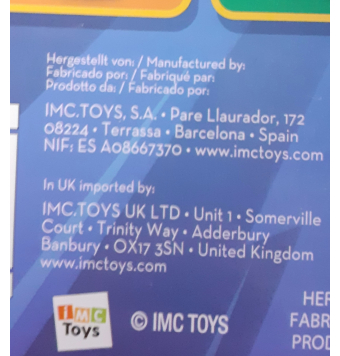 Hergestellt von: / Manufactured by:
Fabricado por: / Fabriqué par:
Prodotto da: / Fabricado por:
IMC.TOYS, S.A. • Pare Llaurador, 172
08224 • Terrassa • Barcelona • Spain
NIF: ES A08667370 • www.imctoys.com
In UK imported by:
IMC.TOYS UK LTD • Unit 1 • Somerville
Court • Trinity Way • Adderbury
Banbury • OX17 3SN • United Kingdom
www.imctoys.com
IMC
Toys
© IMC TOYS
HER
FABR
PROD